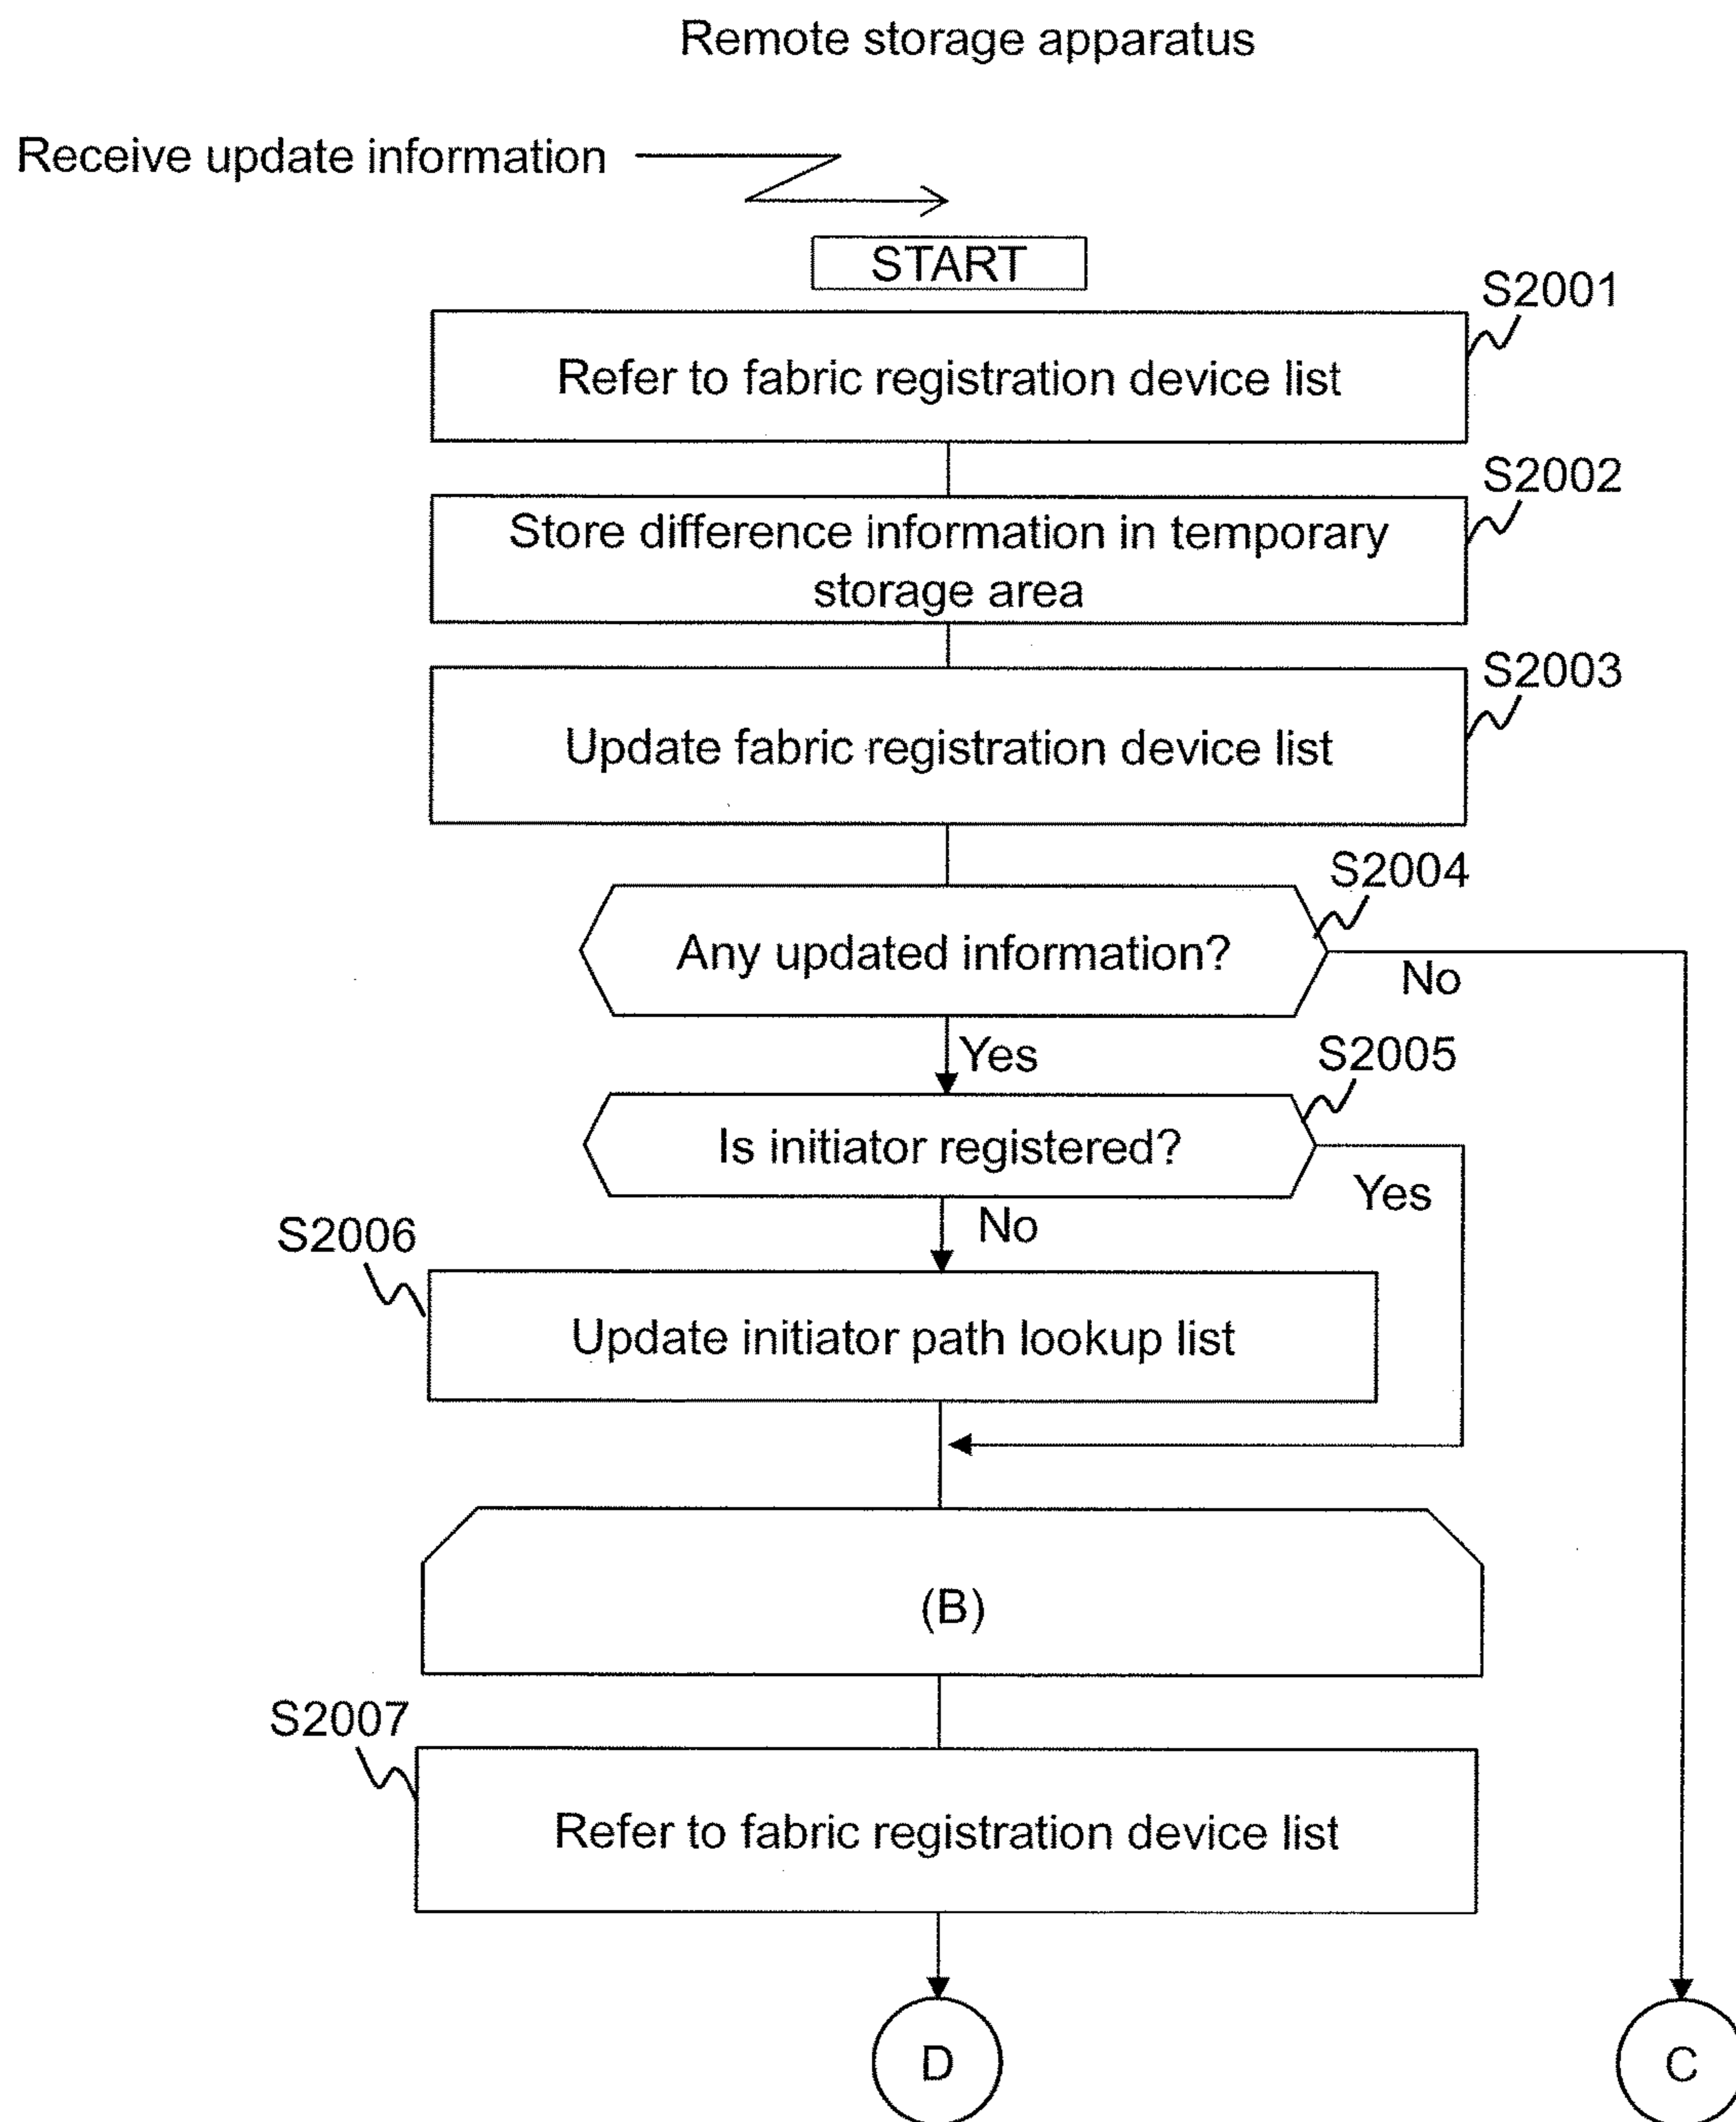 Remote storage apparatus
Receive update information
START
S2001
Refer to fabric registration device list
S2002
Store difference information in temporary
storage area
S2003
Update fabric registration device list
S2004
Any updated information?
No
Yes
S2005
Is initiator registered?
Yes
No
S2006
Update initiator path lookup list
(B)
S2007
Refer to fabric registration device list
D
C